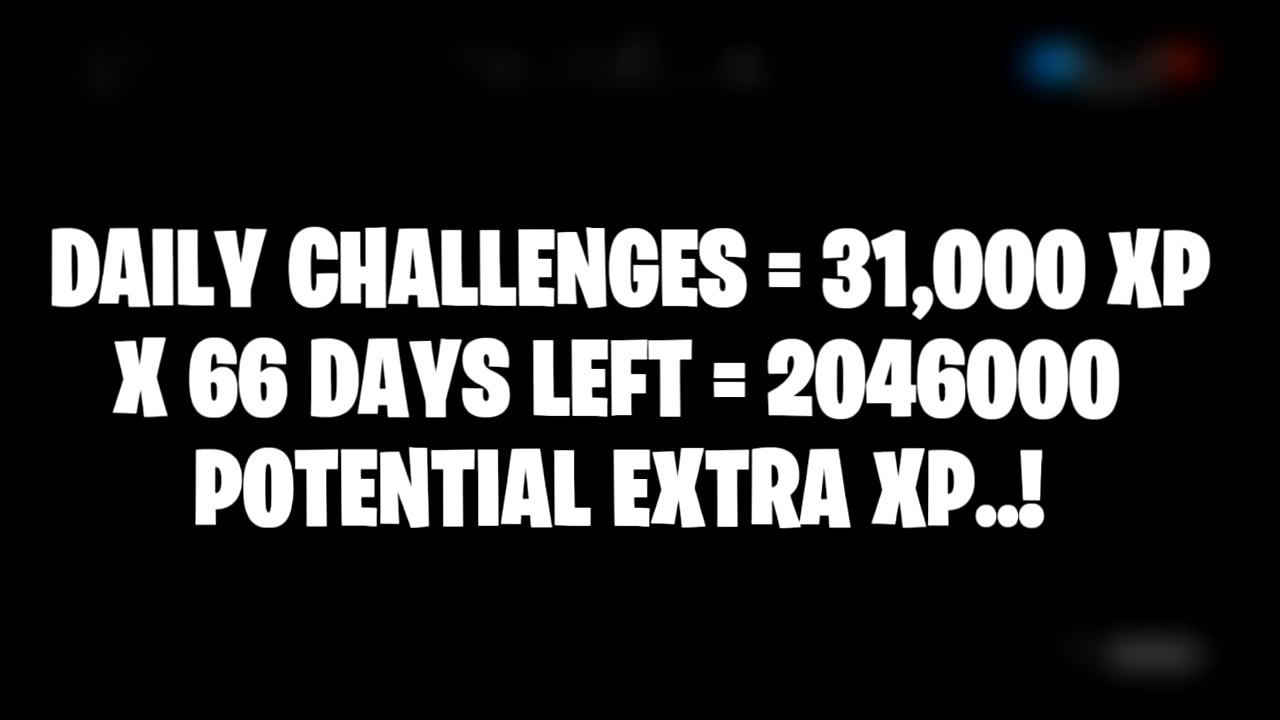 DAILY CHALLENGES = 31,000 XP
X 66 DAYS LEFT = 2046000
POTENTIAL EXTRA XP..!